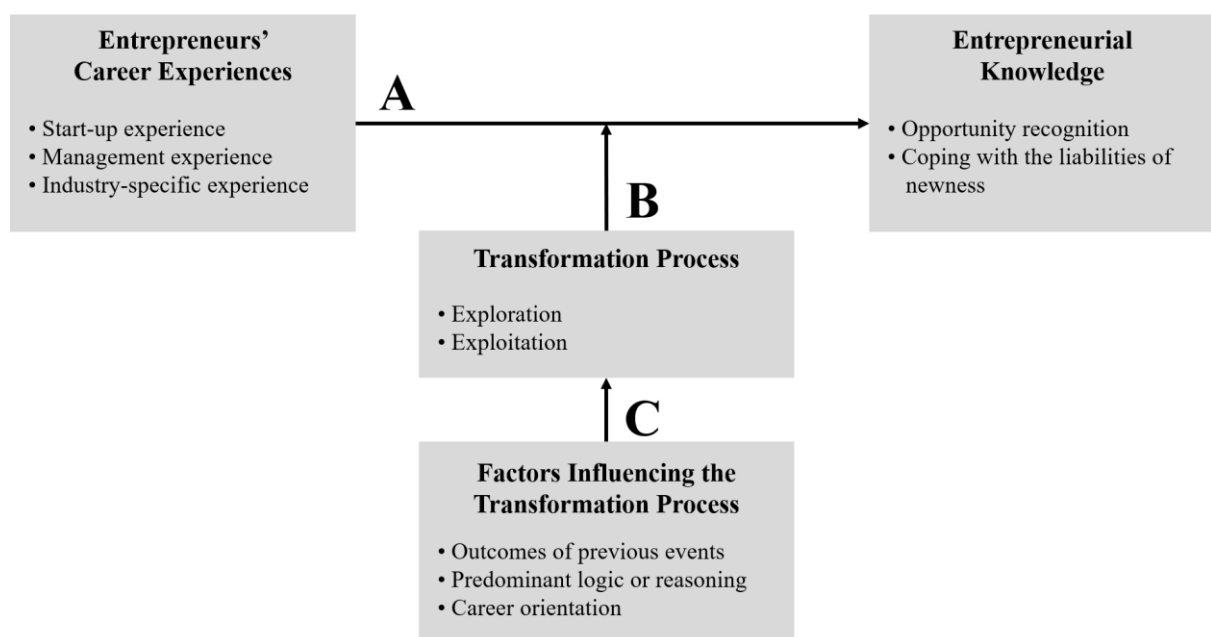 Entrepreneurs’
Career Experiences
• Start-up experience
• Management experience
• Industry-specific experience
A
Entrepreneurial
Knowledge
• Opportunity recognition
• Coping with the liabilities of
newness
B
Transformation Process
• Exploration
• Exploitation
C
Factors Influencing the
Transformation Process
• Outcomes of previous events
• Predominant logic or reasoning
• Career orientation